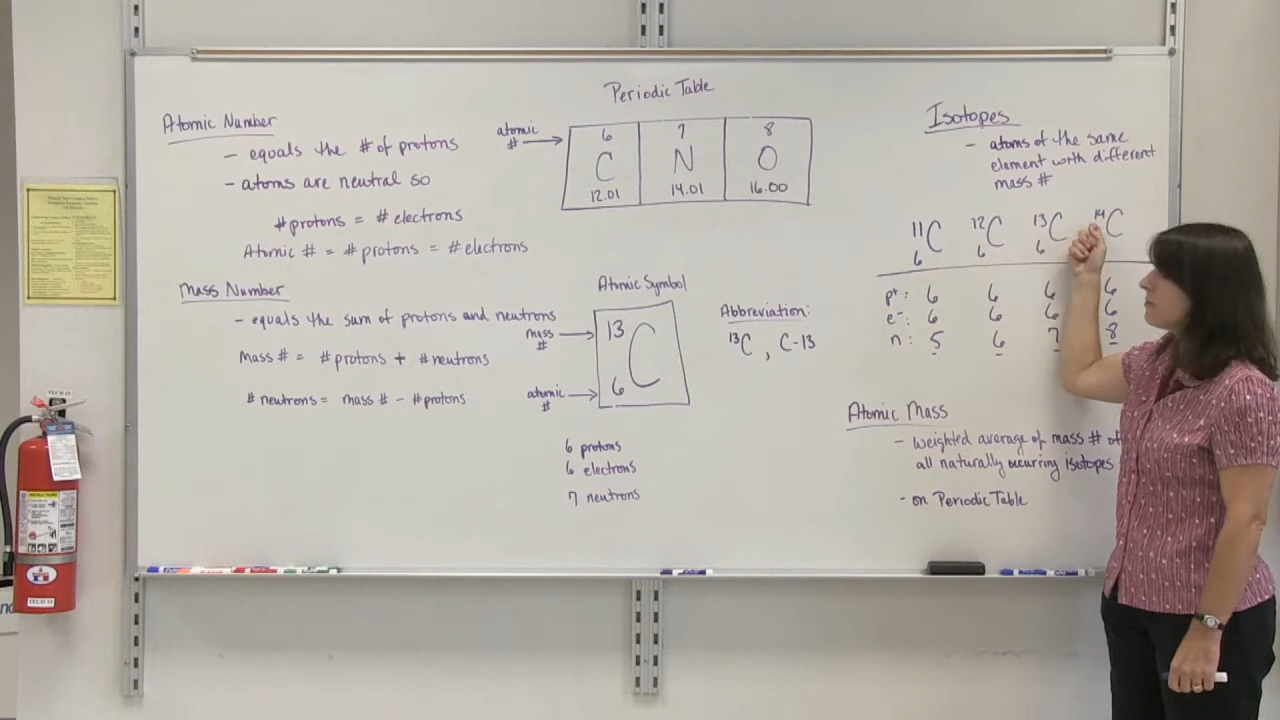 Atomic Number
- equals the # of protons
- atoms are neutral so
# protons = # electrons
Atomic # = # protons = # electrons
Mass Number
- equals the sum of protons and neutrons
Mass # = # protons + # neutrons
# neutrons = mass # - # protons
Periodic Table
atomic
#
6 7 8
C N O
12.01 14.01 16.00
Atomic Symbol
mass
#
13
C
6
atomic
#
6 protons
6 electrons
7 neutrons
Abbreviation:
¹³C , C-13
Isotopes
- atoms of the same
element with different
mass #
11 12 13 14
C C C C
6 6 6
p⁺: 6 6 6 6
e⁻: 6 6 6 6
n: 5 6 7 8
Atomic Mass
- weighted average of mass # of
all naturally occurring isotopes
- on Periodic Table
TECH 13
TECH 13
INSTRUCTIONS